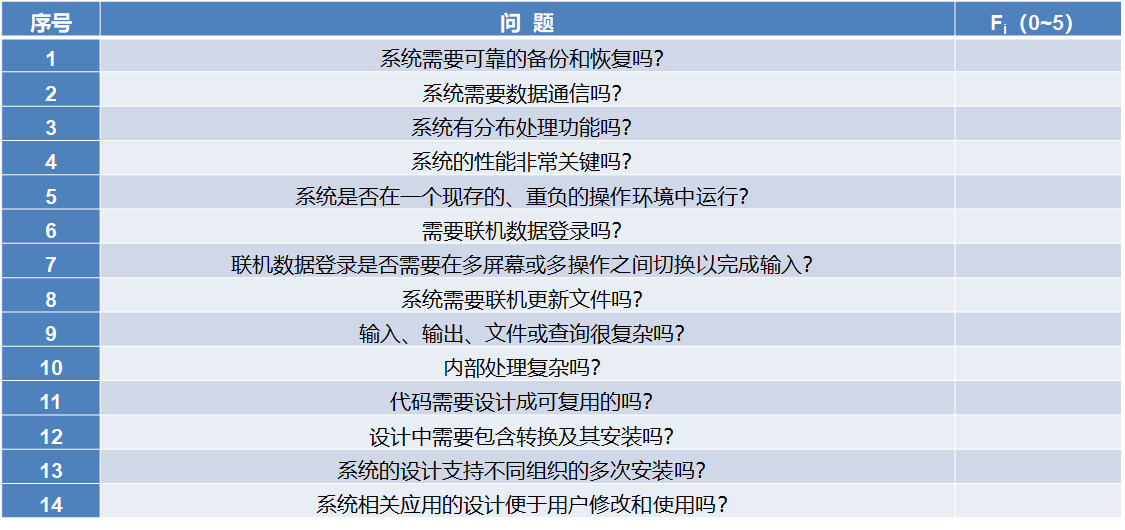 序号 问 题 Fi（0~5）
1 系统需要可靠的备份和恢复吗？
2 系统需要数据通信吗？
3 系统有分布处理功能吗？
4 系统的性能非常关键吗？
5 系统是否在一个现存的、重负的操作环境中运行？
6 需要联机数据登录吗？
7 联机数据登录是否需要在多屏幕或多操作之间切换以完成输入？
8 系统需要联机更新文件吗？
9 输入、输出、文件或查询很复杂吗？
10 内部处理复杂吗？
11 代码需要设计成可复用的吗？
12 设计中需要包含转换及其安装吗？
13 系统的设计支持不同组织的多次安装吗？
14 系统相关应用的设计便于用户修改和使用吗？